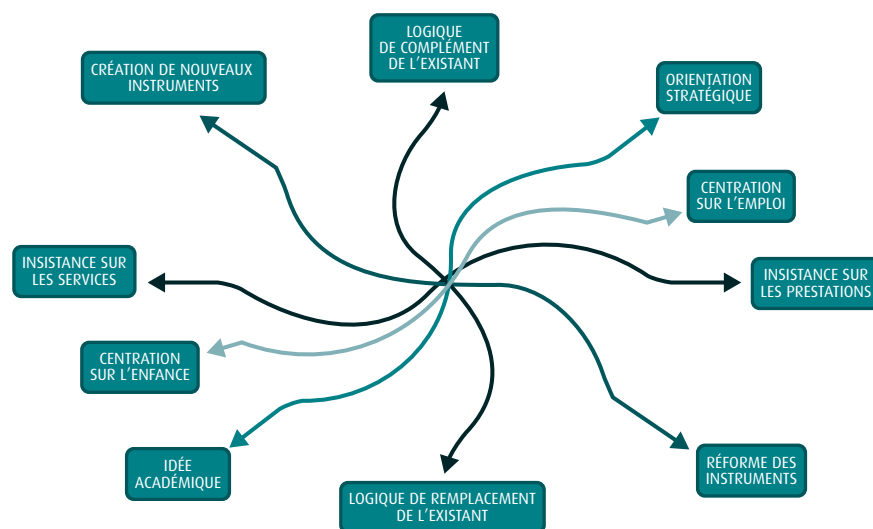 LOGIQUE
DE COMPLÉMENT
DE L'EXISTANT
CRÉATION DE NOUVEAUX
INSTRUMENTS
ORIENTATION
STRATÉGIQUE
CENTRATION
SUR L'EMPLOI
INSISTANCE SUR
LES SERVICES
INSISTANCE SUR
LES PRESTATIONS
CENTRATION
SUR L'ENFANCE
IDÉE
ACADÉMIQUE
RÉFORME DES
INSTRUMENTS
LOGIQUE DE REMPLACEMENT
DE L'EXISTANT